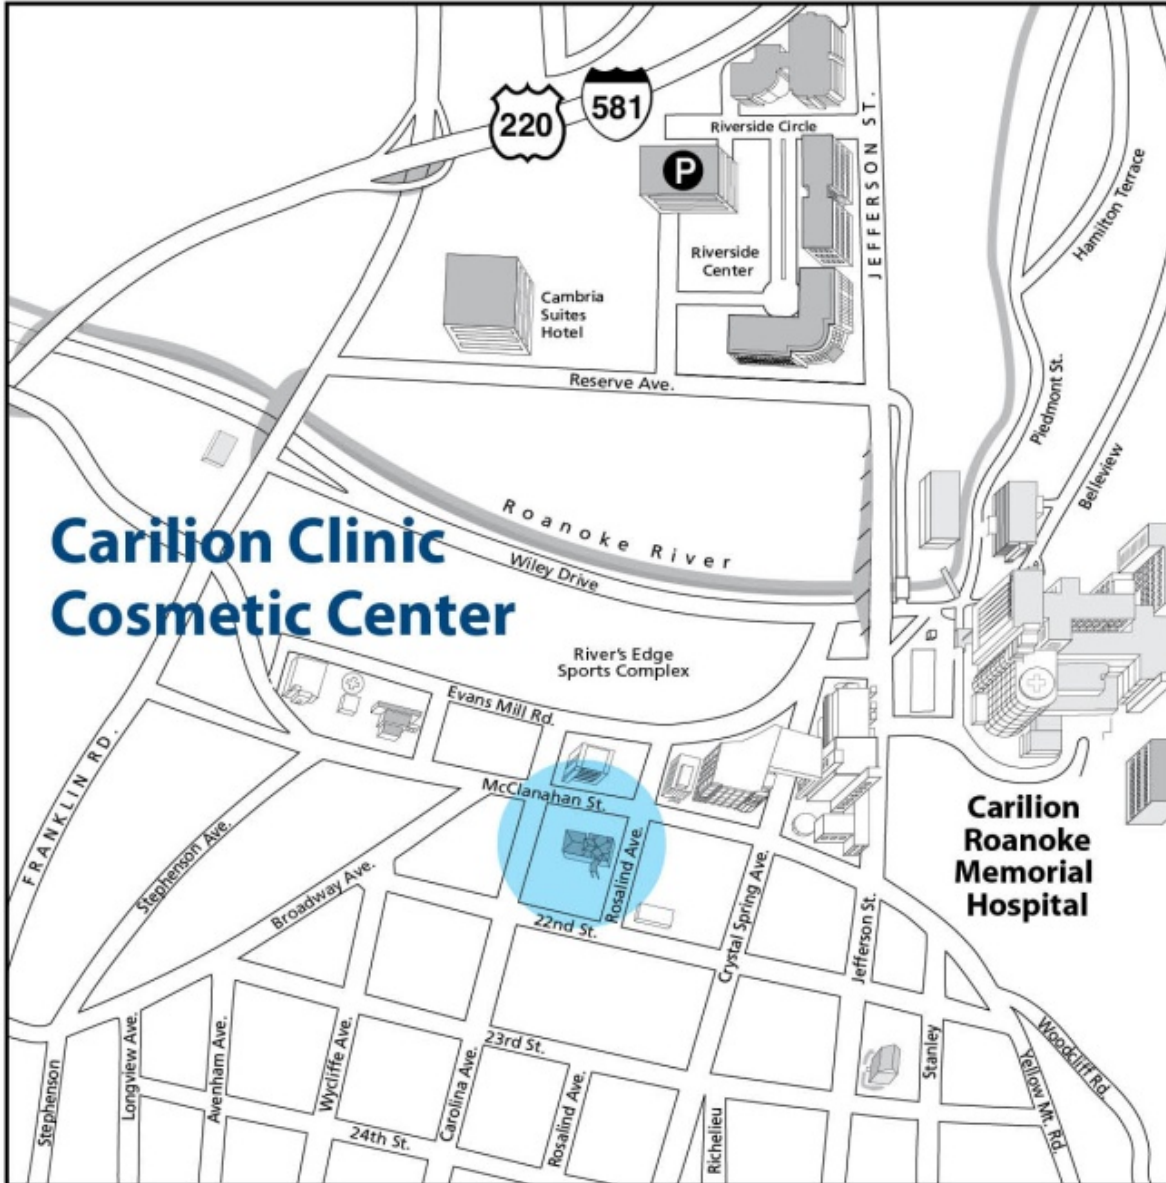 220
581
JEFFERSON ST.
Riverside Circle
P
Hamilton Terrace
Riverside
Center
Cambria
Suites
Hotel
Reserve Ave.
Piedmont St.
Belleview
Roanoke River
Carilion Clinic
Cosmetic Center
Wiley Drive
River's Edge
Sports Complex
Evans Mill Rd.
FRANKLIN RD.
McClanahan St.
Carilion
Roanoke
Memorial
Hospital
Stephenson Ave.
Broadway Ave.
Rosalind Ave.
22nd St.
Crystal Spring Ave.
Jefferson St.
Stephenson
Longview Ave.
Avenham Ave.
Wycliffe Ave.
Carolina Ave.
23rd St.
Rosalind Ave.
24th St.
Richelieu
Stanley
Yellow Mt. Rd.
Woodcliff Rd.